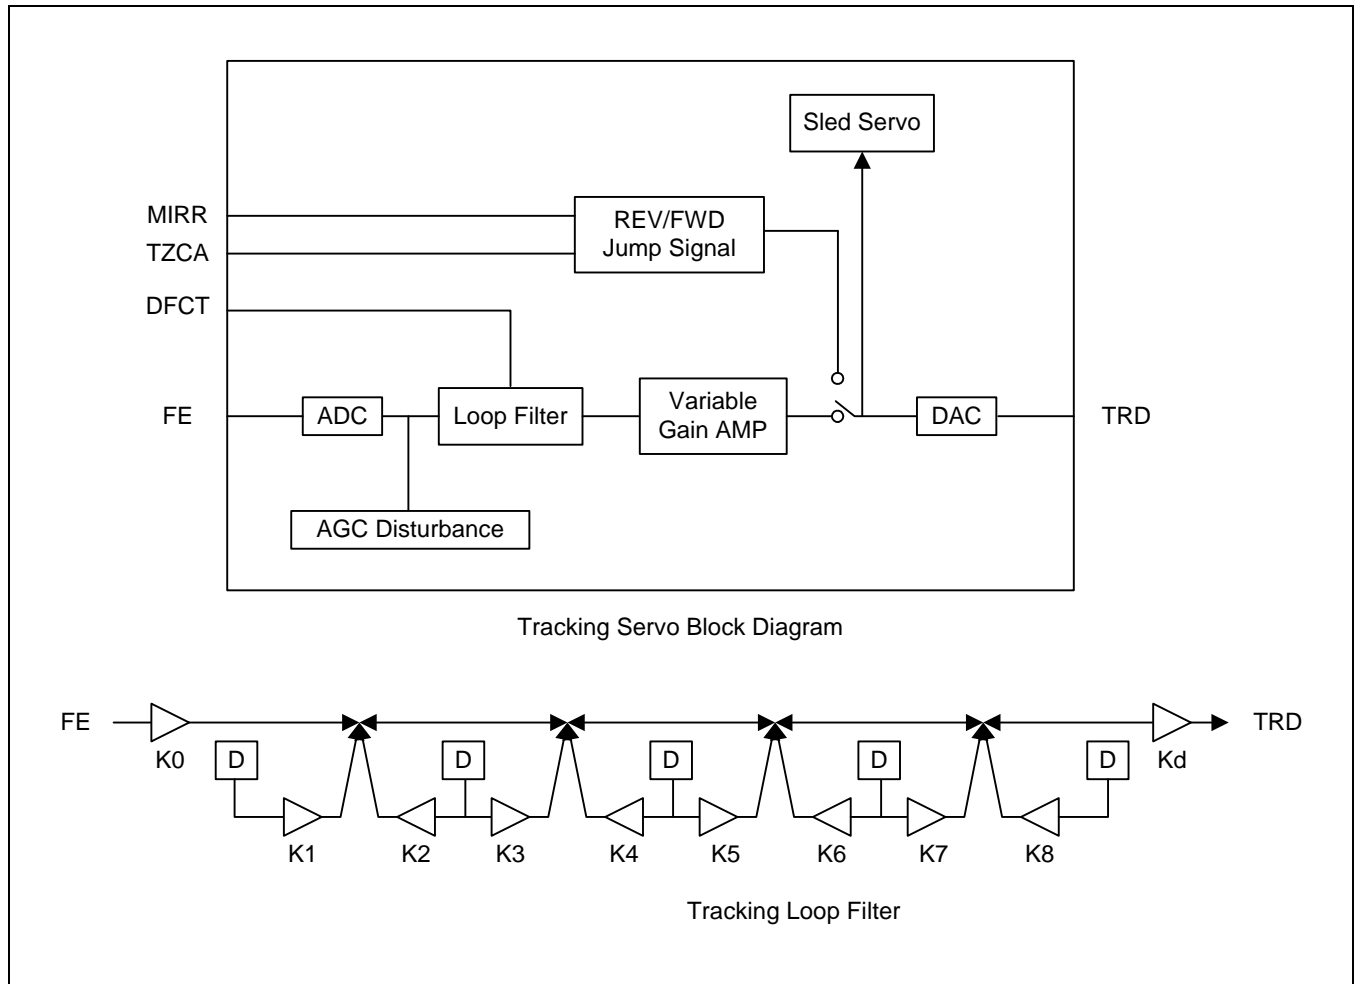 Sled Servo
MIRR
TZCA
REV/FWD
Jump Signal
DFCT
FE
ADC
Loop Filter
Variable
Gain AMP
DAC
TRD
AGC Disturbance
Tracking Servo Block Diagram
FE
K0
D
D
D
D
D
Kd
TRD
K1
K2
K3
K4
K5
K6
K7
K8
Tracking Loop Filter